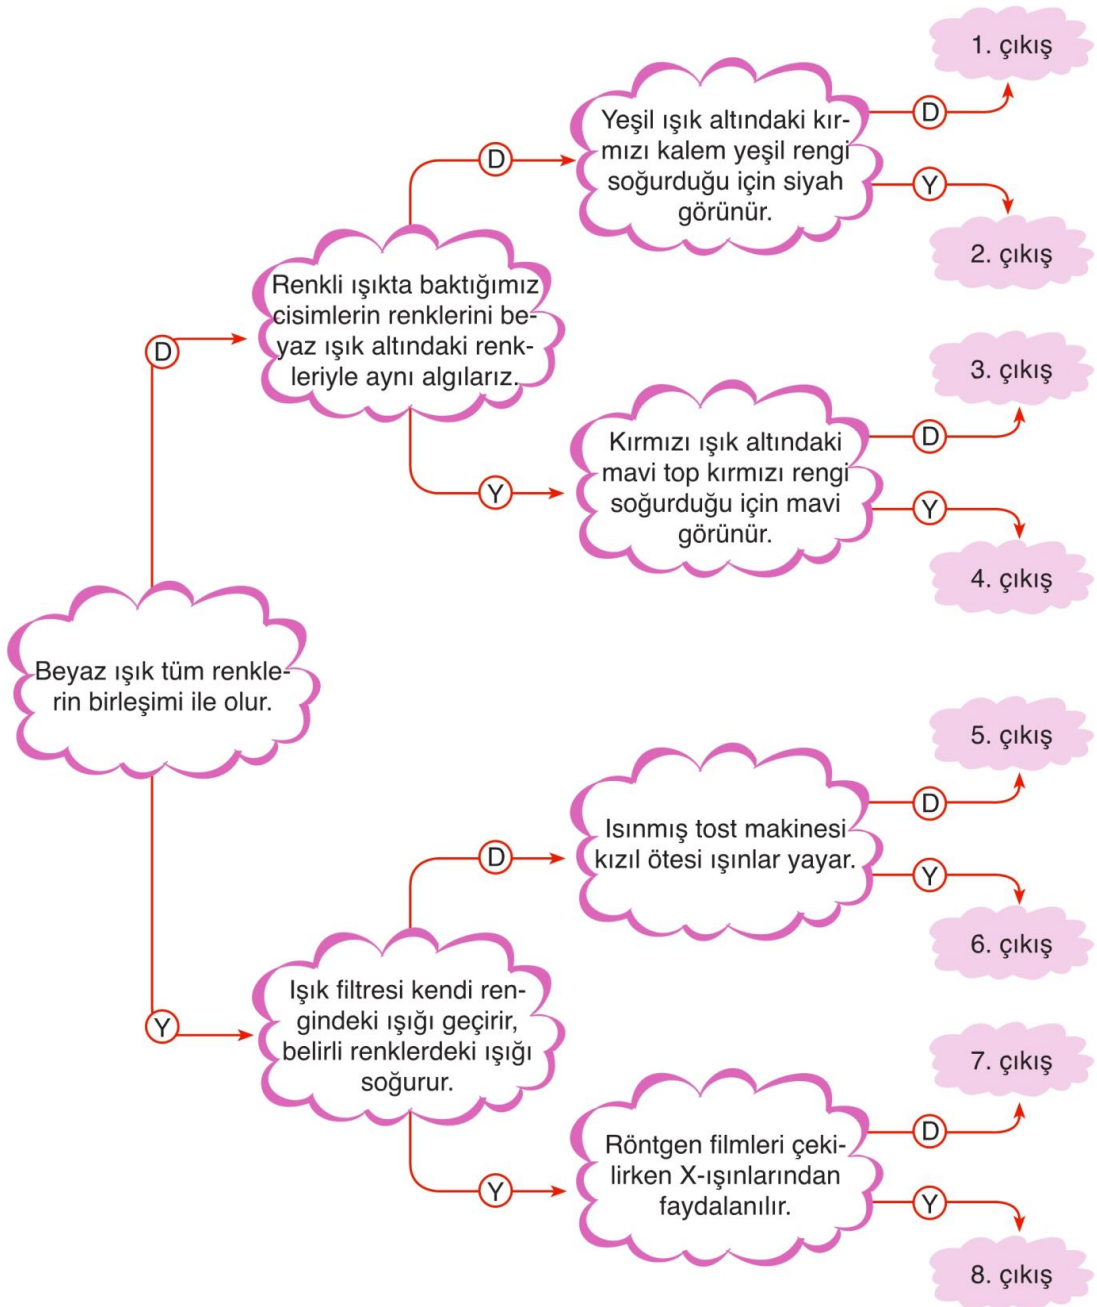 1. çıkış
Yeşil ışık altındaki kır-
mızı kalem yeşil rengi
soğurduğu için siyah
görünür.
D
Y
D
2. çıkış
Renkli ışıkta baktığımız
cisimlerin renklerini be-
yaz ışık altındaki renk-
leriyle aynı algılarız.
D
3. çıkış
Kırmızı ışık altındaki
mavi top kırmızı rengi
soğurduğu için mavi
görünür.
D
Y
Y
4. çıkış
Beyaz ışık tüm renkle-
rin birleşimi ile olur.
5. çıkış
Isınmış tost makinesi
kızıl ötesi ışınlar yayar.
D
Y
D
6. çıkış
Işık filtresi kendi ren-
gindeki ışığı geçirir,
belirli renklerdeki ışığı
soğurur.
Y
7. çıkış
Röntgen filmleri çeki-
lirken X-ışınlarından
faydalanılır.
D
Y
Y
8. çıkış